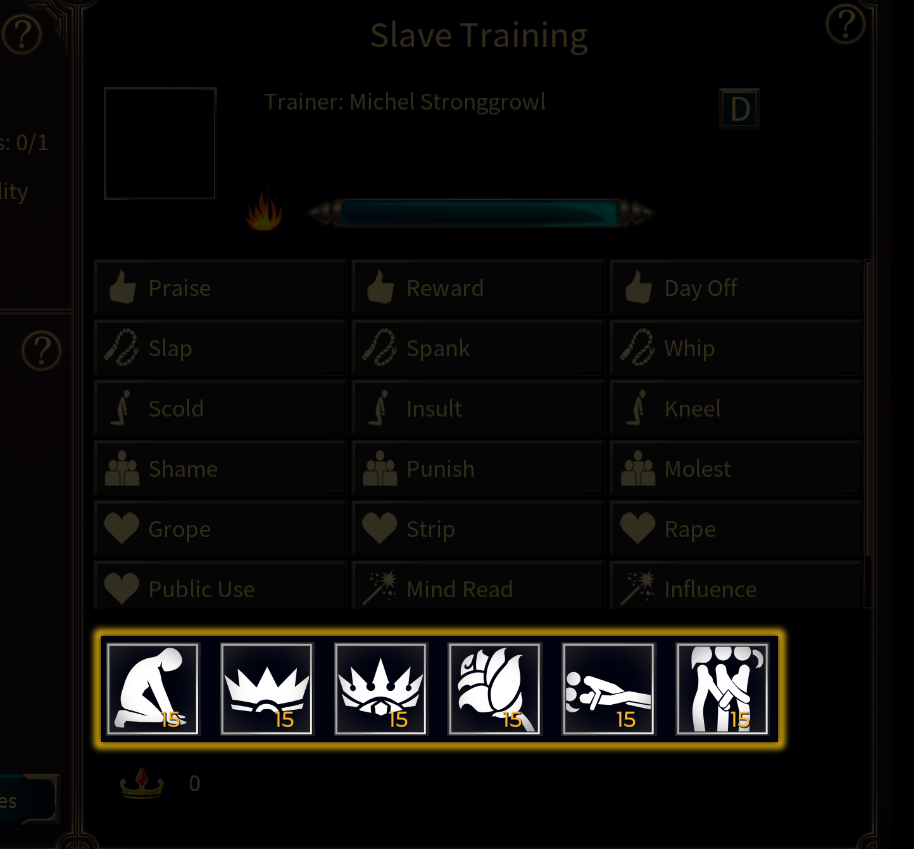 ?
Slave Training
?
Trainer: Michel Stronggrowl
D
s: 0/1
lity
Praise
Reward
Day Off
?
Slap
Spank
Whip
Scold
Insult
Kneel
Shame
Punish
Molest
Grope
Strip
Rape
Public Use
Mind Read
Influence
15
15
15
15
15
15
0
es